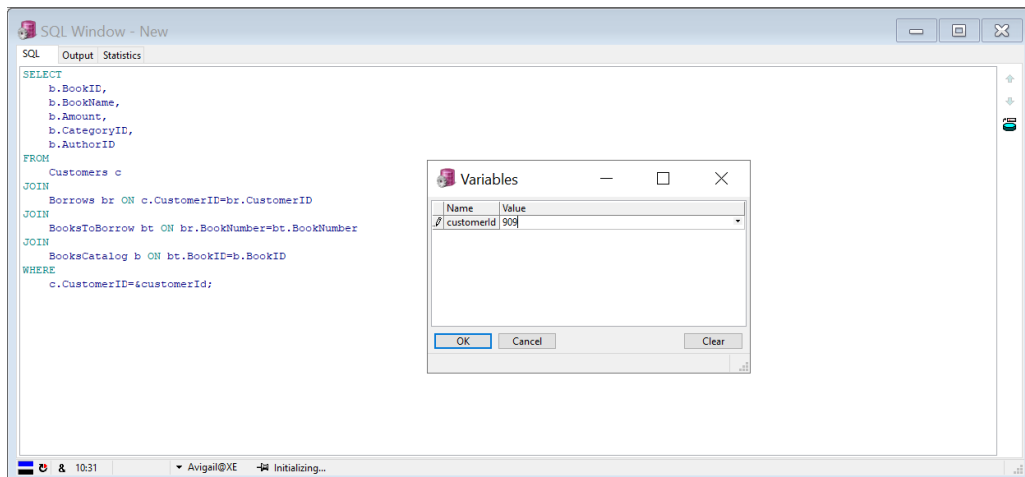 SQL Window - New
SQL Output Statistics
SELECT
b.BookID,
b.BookName,
b.Amount,
b.CategoryID,
b.AuthorID
FROM
Customers c
JOIN
Borrows br ON c.CustomerID=br.CustomerID
JOIN
BooksToBorrow bt ON br.BookNumber=bt.BookNumber
JOIN
BooksCatalog b ON bt.BookID=b.BookID
WHERE
c.CustomerID=&customerId;
Variables
Name Value
customerId 909
OK Cancel Clear
& 10:31 Avigail@XE Initializing...